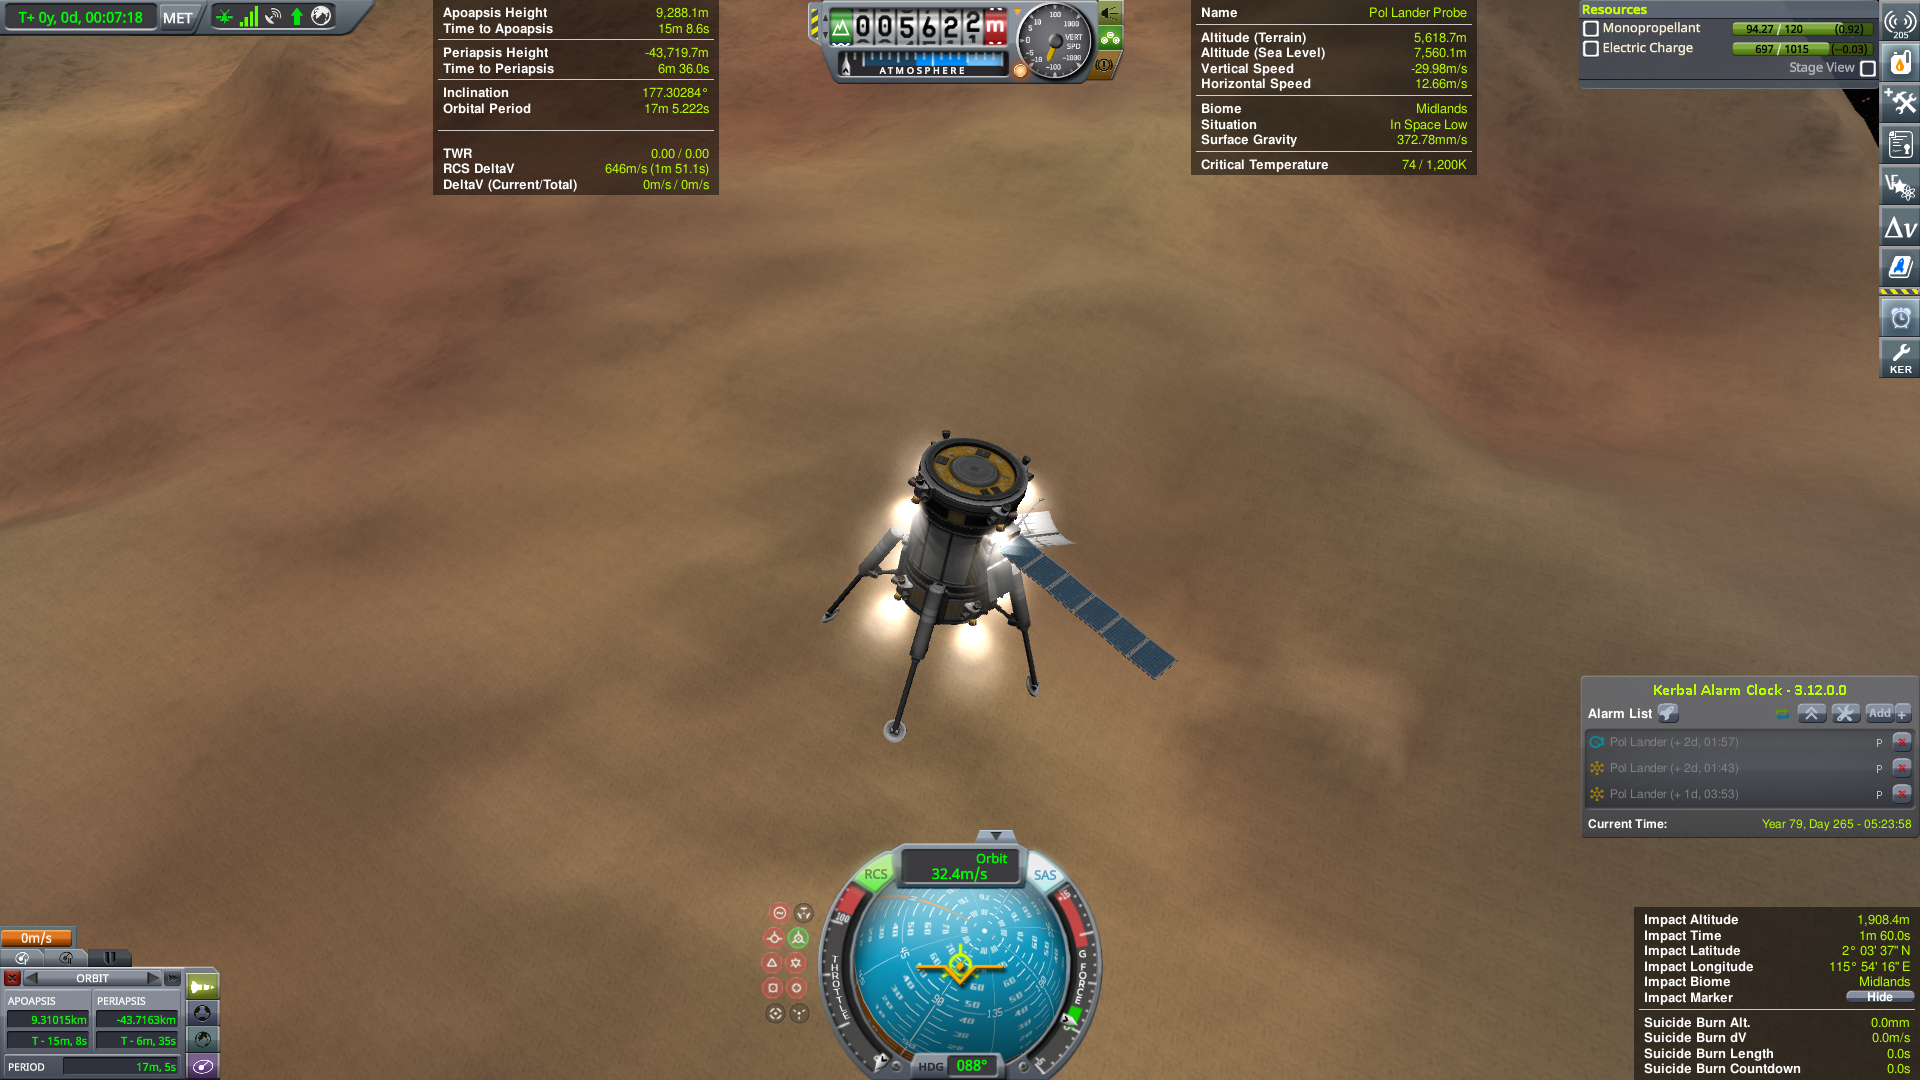 T+ 0y, 0d, 00:07:18 MET
Apoapsis Height 9,288.1m
Time to Apoapsis 15m 8.6s
Periapsis Height -43,719.7m
Time to Periapsis 6m 36.0s
Inclination 177.30284°
Orbital Period 17m 5.222s
TWR 0.00 / 0.00
RCS DeltaV 646m/s (1m 51.1s)
DeltaV (Current/Total) 0m/s / 0m/s
005622 m
ATMOSPHERE
VERT
SPD
Name Pol Lander Probe
Altitude (Terrain) 5,618.7m
Altitude (Sea Level) 7,560.1m
Vertical Speed -29.98m/s
Horizontal Speed 12.66m/s
Biome Midlands
Situation In Space Low
Surface Gravity 372.78mm/s
Critical Temperature 74 / 1,200K
Resources
Monopropellant 94.27 / 120 (0.92)
Electric Charge 697 / 1015 (--0.03)
Stage View
205
Δv
KER
Kerbal Alarm Clock - 3.12.0.0
Alarm List Add +
Pol Lander (+ 2d, 01:57) P
Pol Lander (+ 2d, 01:43) P
Pol Lander (+ 1d, 03:53) P
Current Time: Year 79, Day 265 - 05:23:58
Orbit
32.4m/s
RCS SAS
THROTTLE
G FORCE
HDG 088°
0m/s
ORBIT
APOAPSIS PERIAPSIS
9.31015km -43.7163km
T - 15m, 8s T - 6m, 35s
PERIOD 17m, 5s
Impact Altitude 1,908.4m
Impact Time 1m 60.0s
Impact Latitude 2° 03' 37" N
Impact Longitude 115° 54' 16" E
Impact Biome Midlands
Impact Marker Hide
Suicide Burn Alt. 0.0mm
Suicide Burn dV 0.0m/s
Suicide Burn Length 0.0s
Suicide Burn Countdown 0.0s